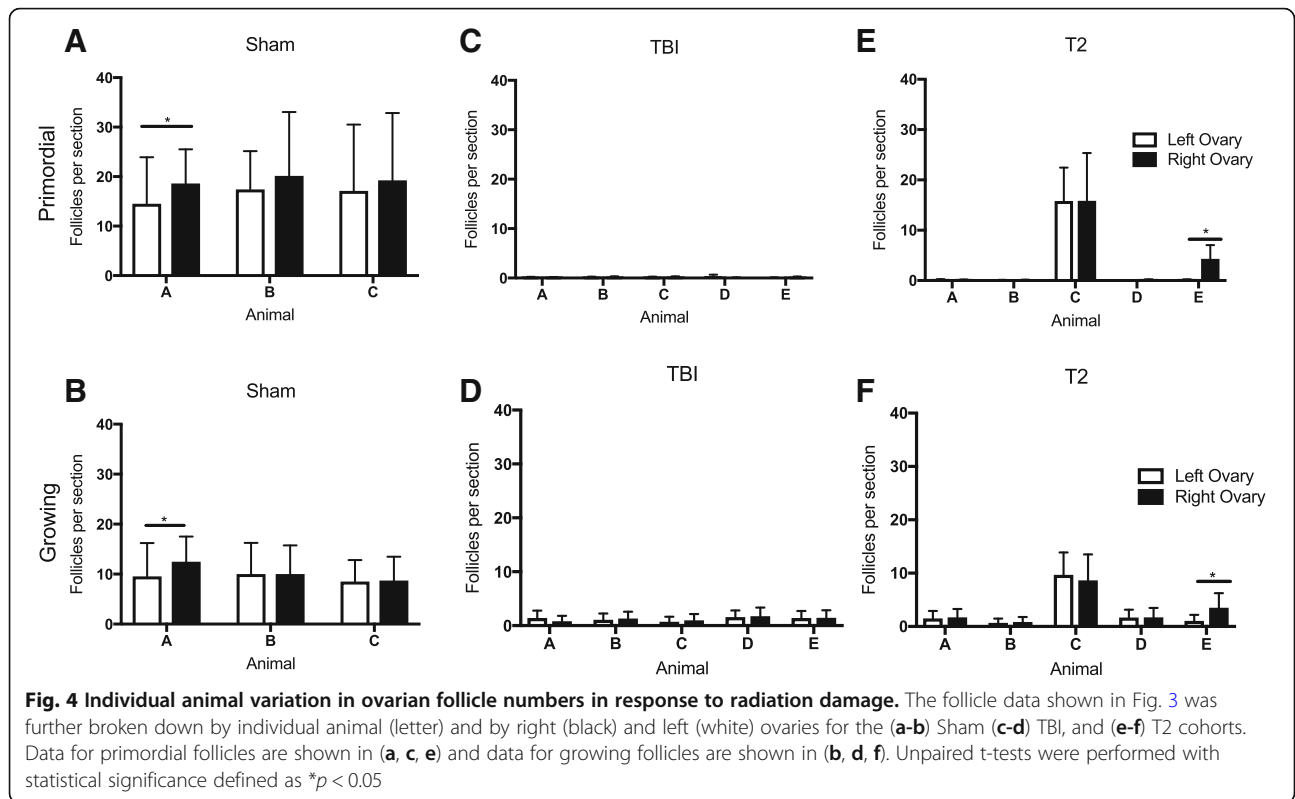 A
Sham
Primordial
Follicles per section
40
30
20
10
0
*
A
B
C
Animal
C
TBI
Follicles per section
40
30
20
10
0
A
B
C
D
E
Animal
E
T2
Follicles per section
40
30
20
10
0
*
Left Ovary
Right Ovary
A
B
C
D
E
Animal
B
Sham
Growing
Follicles per section
40
30
20
10
0
*
A
B
C
Animal
D
TBI
Follicles per section
40
30
20
10
0
A
B
C
D
E
Animal
F
T2
Follicles per section
40
30
20
10
0
*
Left Ovary
Right Ovary
A
B
C
D
E
Animal
Fig. 4 Individual animal variation in ovarian follicle numbers in response to radiation damage. The follicle data shown in Fig. 3 was
further broken down by individual animal (letter) and by right (black) and left (white) ovaries for the (a-b) Sham (c-d) TBI, and (e-f) T2 cohorts.
Data for primordial follicles are shown in (a, c, e) and data for growing follicles are shown in (b, d, f). Unpaired t-tests were performed with
statistical significance defined as *p < 0.05